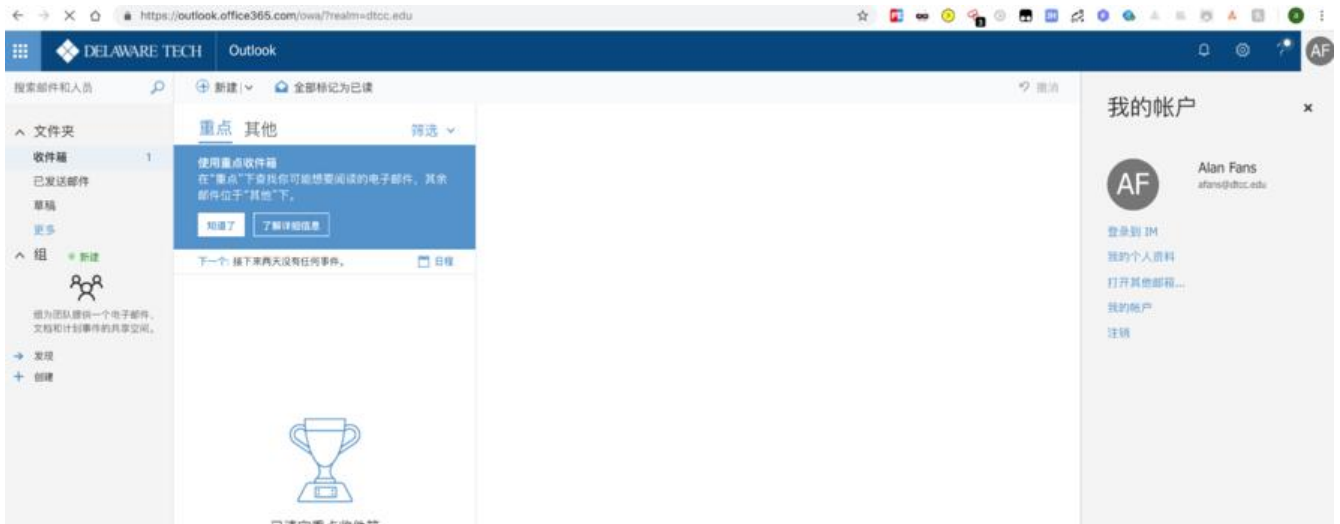 https://outlook.office365.com/owa/?realm=dtcc.edu
DELAWARE TECH
Outlook
AF
搜索邮件和人员
新建
全部标记为已读
撤消
文件夹
收件箱 1
已发送邮件
草稿
更多
组
新建
组为团队提供一个电子邮件、
文档和计划事件的共享空间。
发现
创建
重点 其他 筛选
使用重点收件箱
在"重点"下查找你可能想要阅读的电子邮件。其余
邮件位于"其他"下。
知道了 了解详细信息
下一个: 接下来两天没有任何事件。 日程
已清空重点收件箱
我的帐户
×
AF
Alan Fans
afans@dtcc.edu
登录到 IM
我的个人资料
打开其他邮箱...
我的帐户
注销